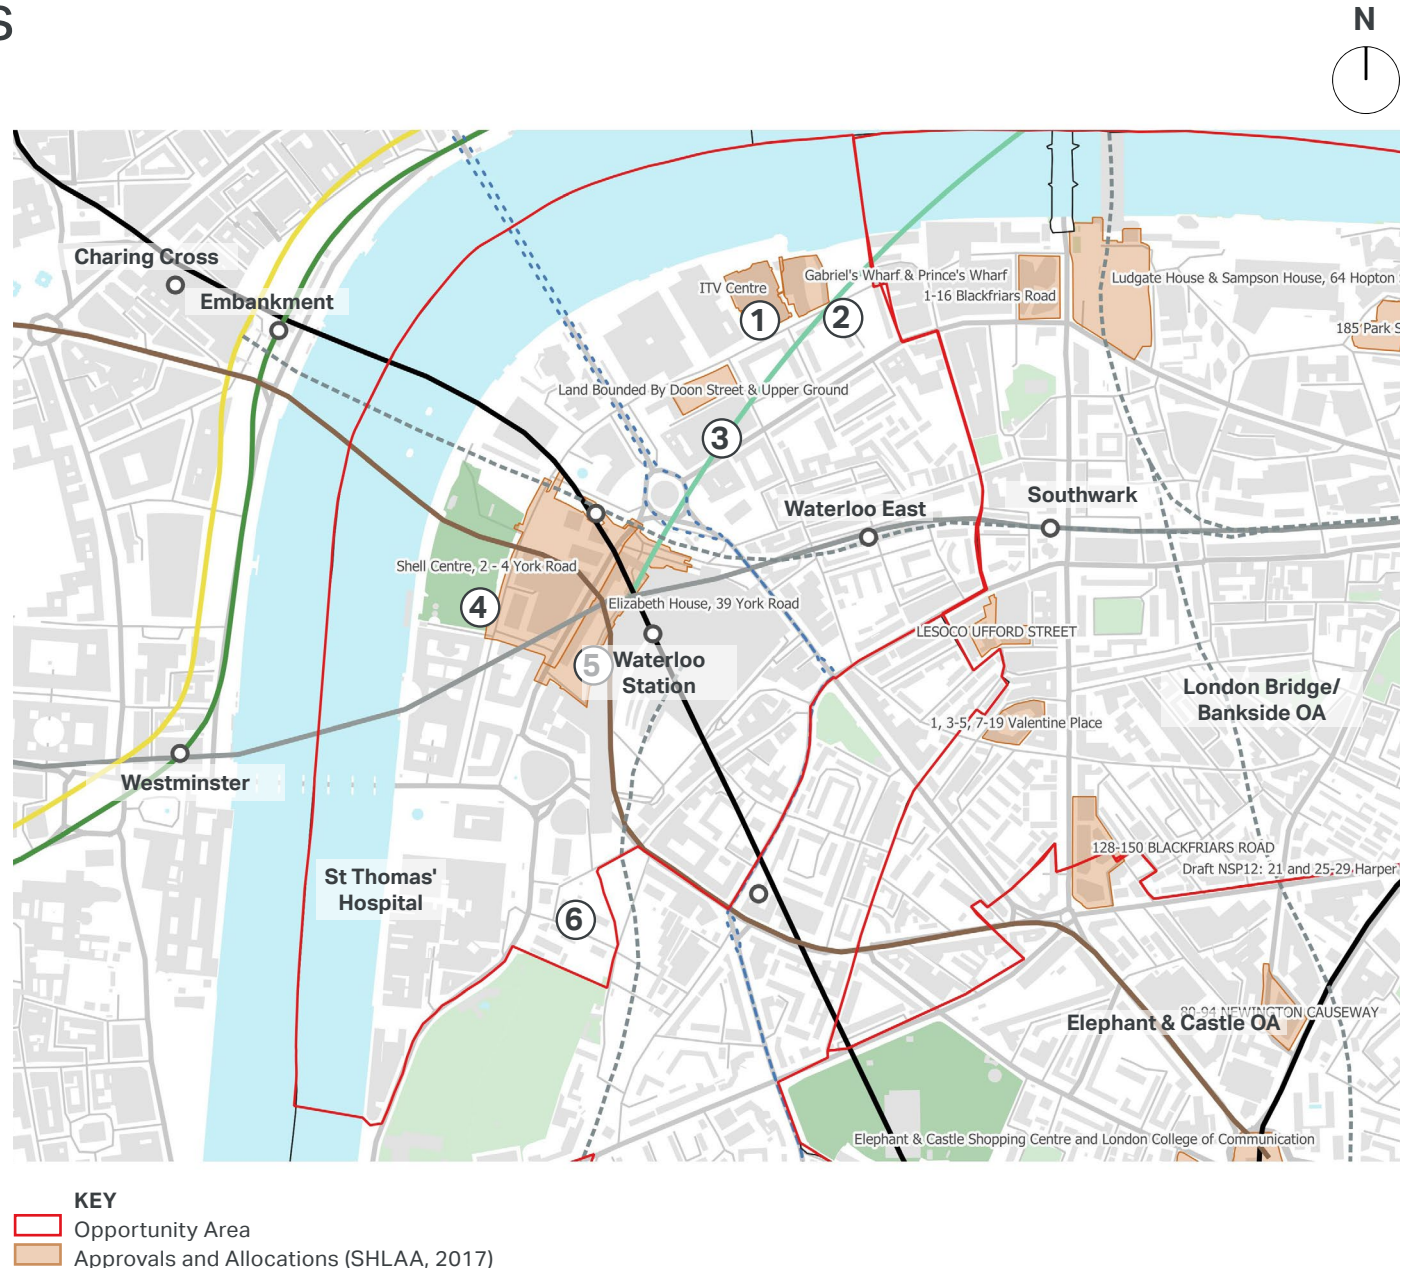 S
N
Charing Cross
Embankment
ITV Centre
Gabriel's Wharf & Prince's Wharf
1-16 Blackfriars Road
Ludgate House & Sampson House, 64 Hopton
185 Park S
1
2
Land Bounded By Doon Street & Upper Ground
3
Waterloo East
Southwark
Shell Centre, 2 - 4 York Road
4
Elizabeth House, 39 York Road
LESOCO UFFORD STREET
5
Waterloo
Station
London Bridge/
Bankside OA
1, 3-5, 7-19 Valentine Place
Westminster
128-150 BLACKFRIARS ROAD
Draft NSP12: 21 and 25-29 Harper
St Thomas'
Hospital
6
80-94 NEWINGTON CAUSEWAY
Elephant & Castle OA
Elephant & Castle Shopping Centre and London College of Communication
KEY
Opportunity Area
Approvals and Allocations (SHLAA, 2017)